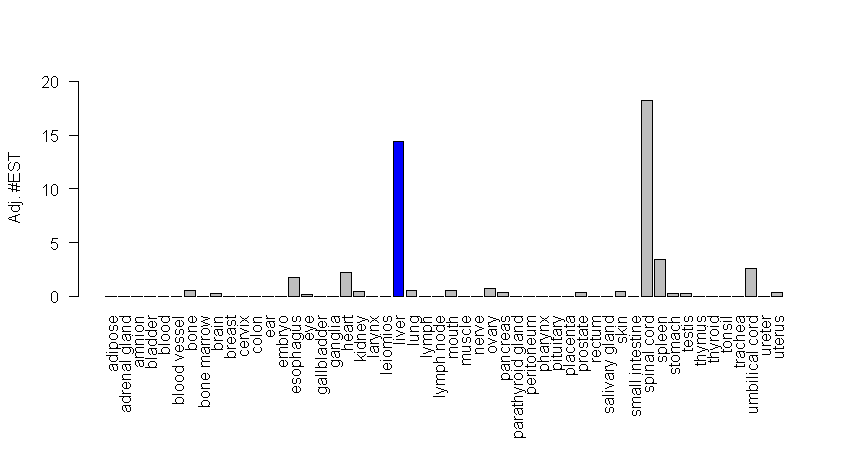 Adj. #EST
20
15
10
5
0
adipose
adrenal gland
amnion
bladder
blood
blood vessel
bone
bone marrow
brain
breast
cervix
colon
ear
embryo
esophagus
eye
gallbladder
ganglia
heart
kidney
larynx
leiomios
liver
lung
lymph
lymph node
mouth
muscle
nerve
ovary
pancreas
parathyroid gland
peritoneum
pharynx
pituitary
placenta
prostate
rectum
salivary gland
skin
small intestine
spinal cord
spleen
stomach
testis
thymus
thyroid
tonsil
trachea
umbilical cord
ureter
uterus